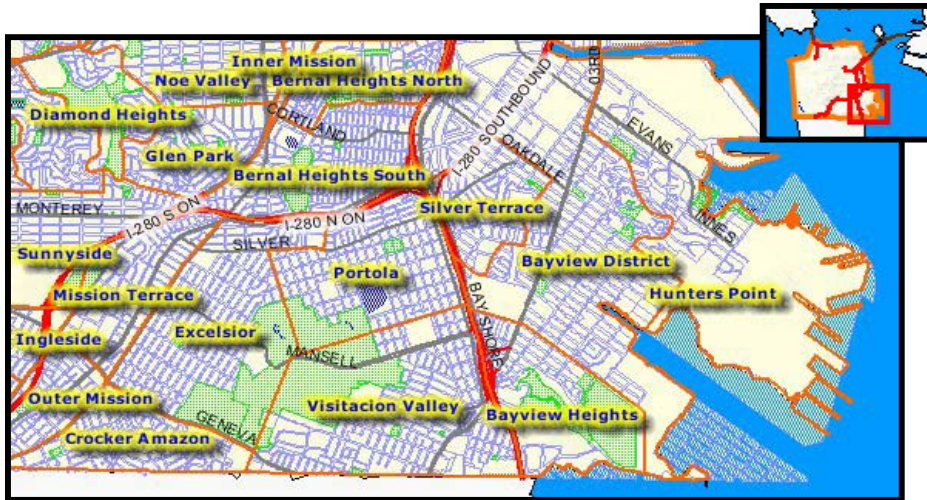 Inner Mission
Noe Valley
Bernal Heights North
03RD
Diamond Heights
CORTLAND
I-280 SOUTHBOUND
EVANS
OAKDALE
Glen Park
Bernal Heights South
MONTEREY
I-280 S ON
I-280 N ON
Silver Terrace
INNES
SILVER
Sunnyside
Portola
Bayview District
Mission Terrace
BAY SHORE
Hunters Point
Excelsior
Ingleside
MANSELL
Outer Mission
Visitacion Valley
Bayview Heights
GENEVA
Crocker Amazon